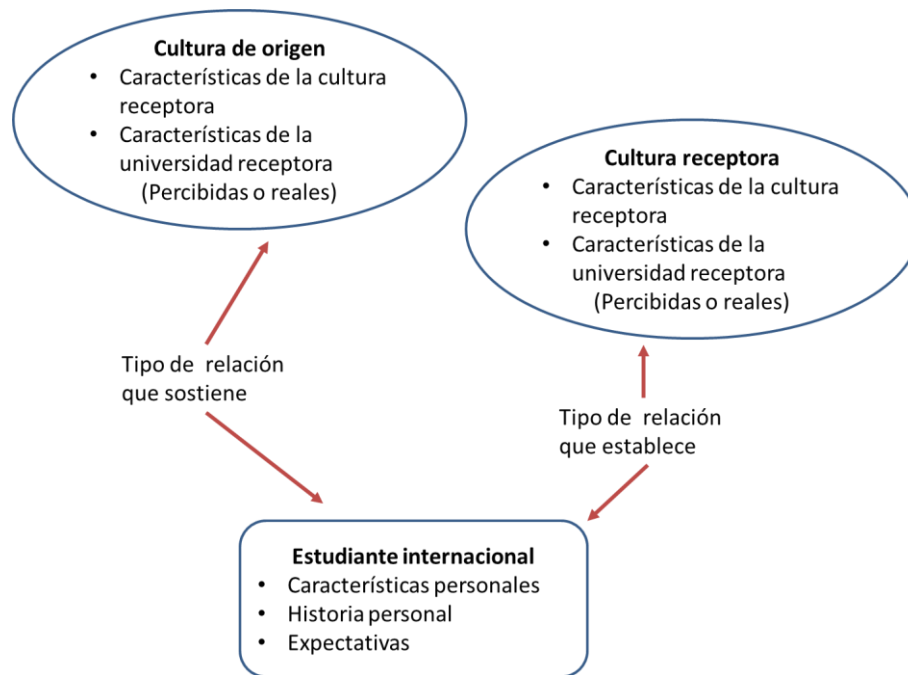 Cultura de origen
• Características de la cultura
receptora
• Características de la
universidad receptora
(Percibidas o reales)
Cultura receptora
• Características de la cultura
receptora
• Características de la
universidad receptora
(Percibidas o reales)
Tipo de relación
que sostiene
Tipo de relación
que establece
Estudiante internacional
• Características personales
• Historia personal
• Expectativas